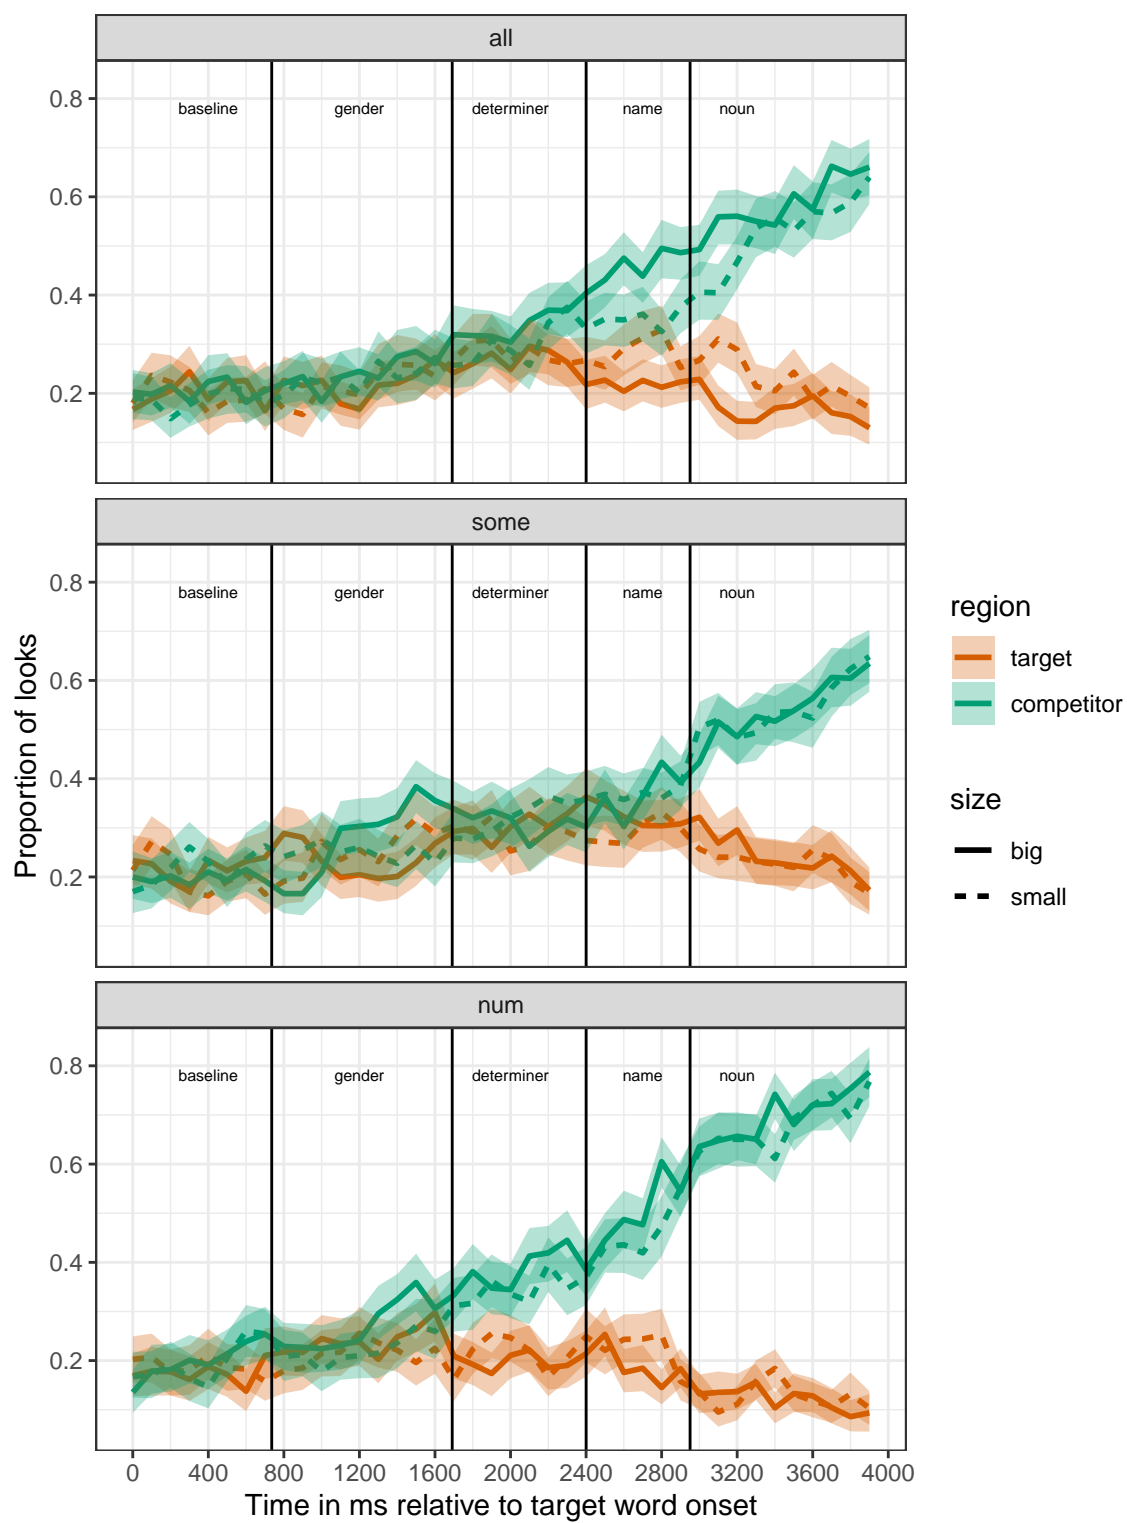 all
0.8
0.6
0.4
0.2
baseline gender determiner name noun
some
0.8
0.6
0.4
0.2
baseline gender determiner name noun
num
0.8
0.6
0.4
0.2
baseline gender determiner name noun
0 400 800 1200 1600 2000 2400 2800 3200 3600 4000
Time in ms relative to target word onset
Proportion of looks
region
target
competitor
size
big
small